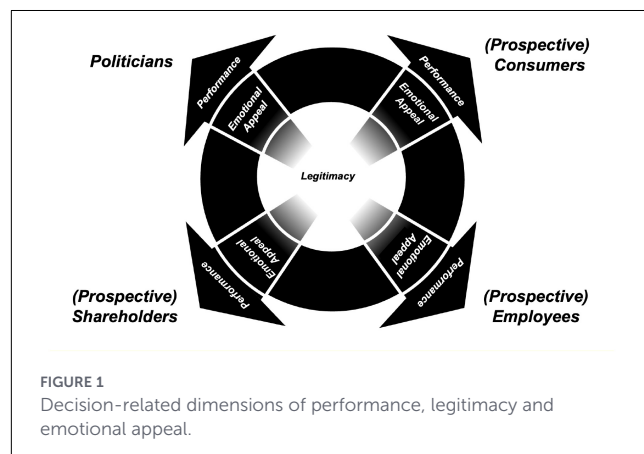 Politicians
(Prospective)
Consumers
Performance
Emotional
Appeal
Performance
Emotional
Appeal
Legitimacy
Emotional
Appeal
Performance
Emotional
Appeal
Performance
(Prospective)
Shareholders
(Prospective)
Employees
FIGURE 1
Decision-related dimensions of performance, legitimacy and
emotional appeal.